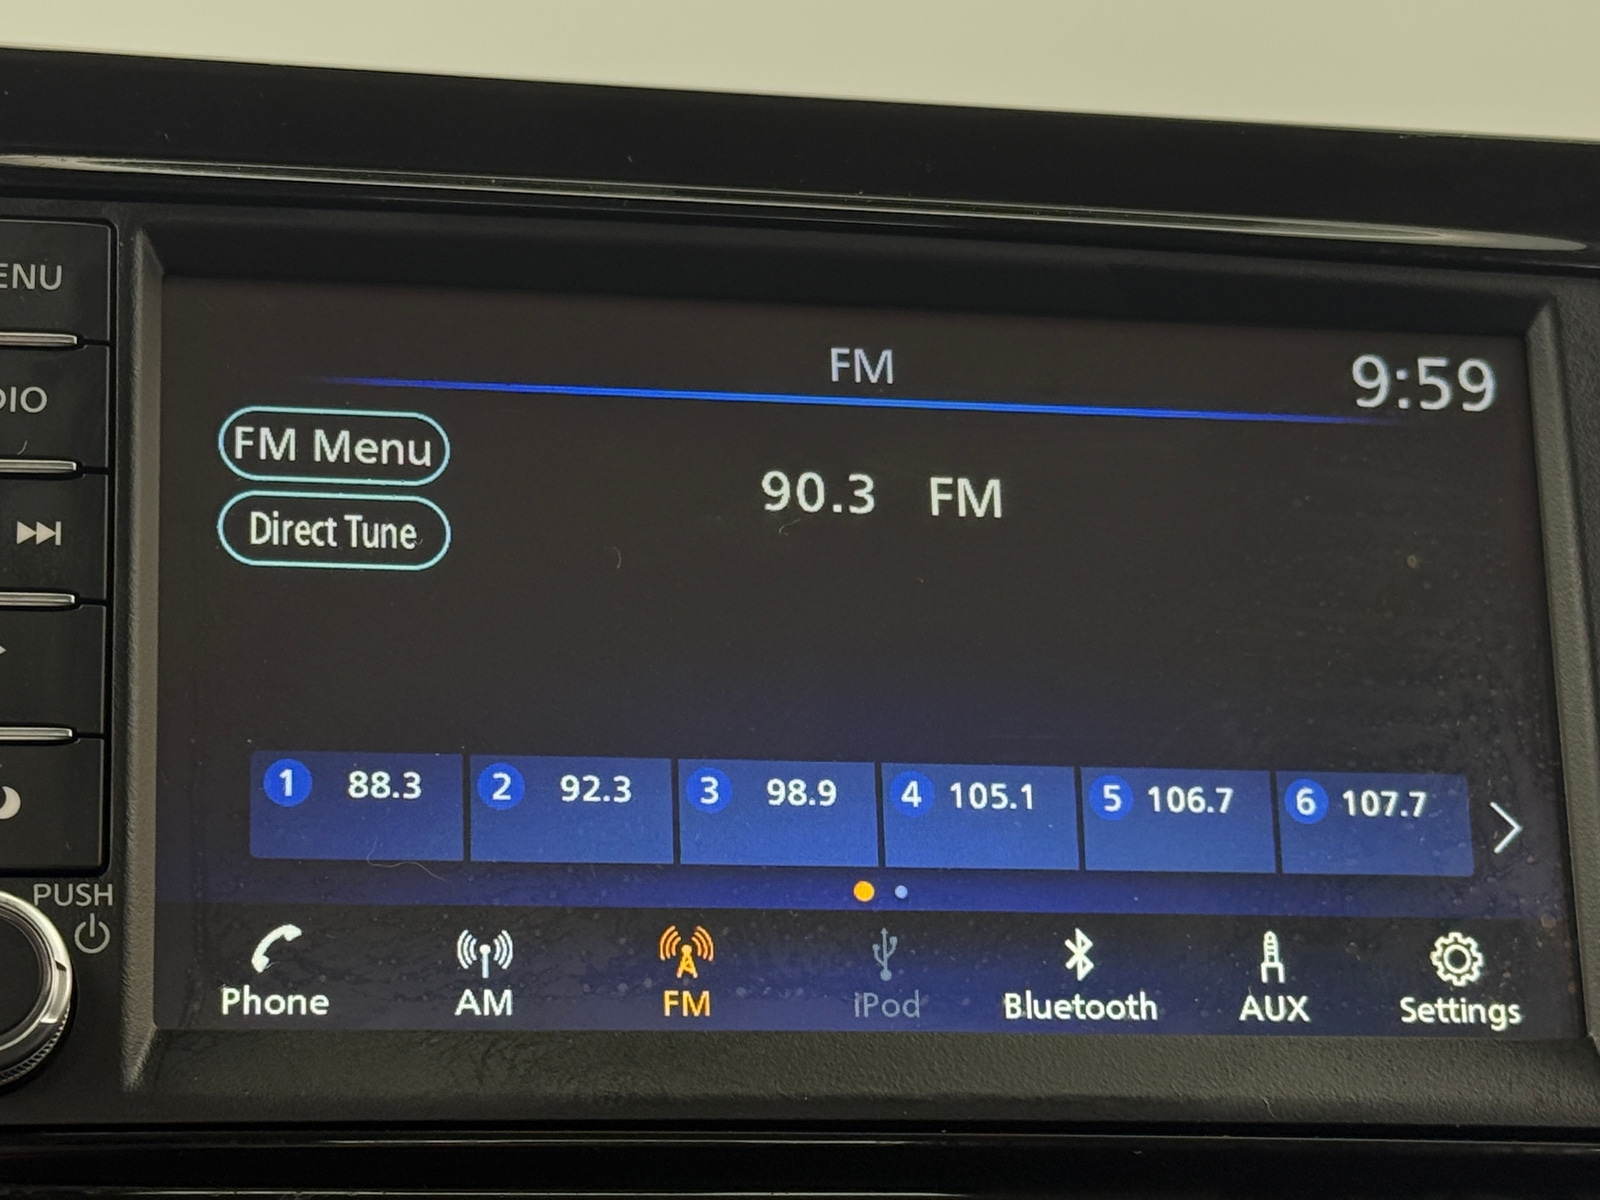 FM
9:59
FM Menu
90.3 FM
Direct Tune
1 88.3
2 92.3
3 98.9
4 105.1
5 106.7
6 107.7
PUSH
Phone
AM
FM
iPod
Bluetooth
AUX
Settings
ENU
DIO